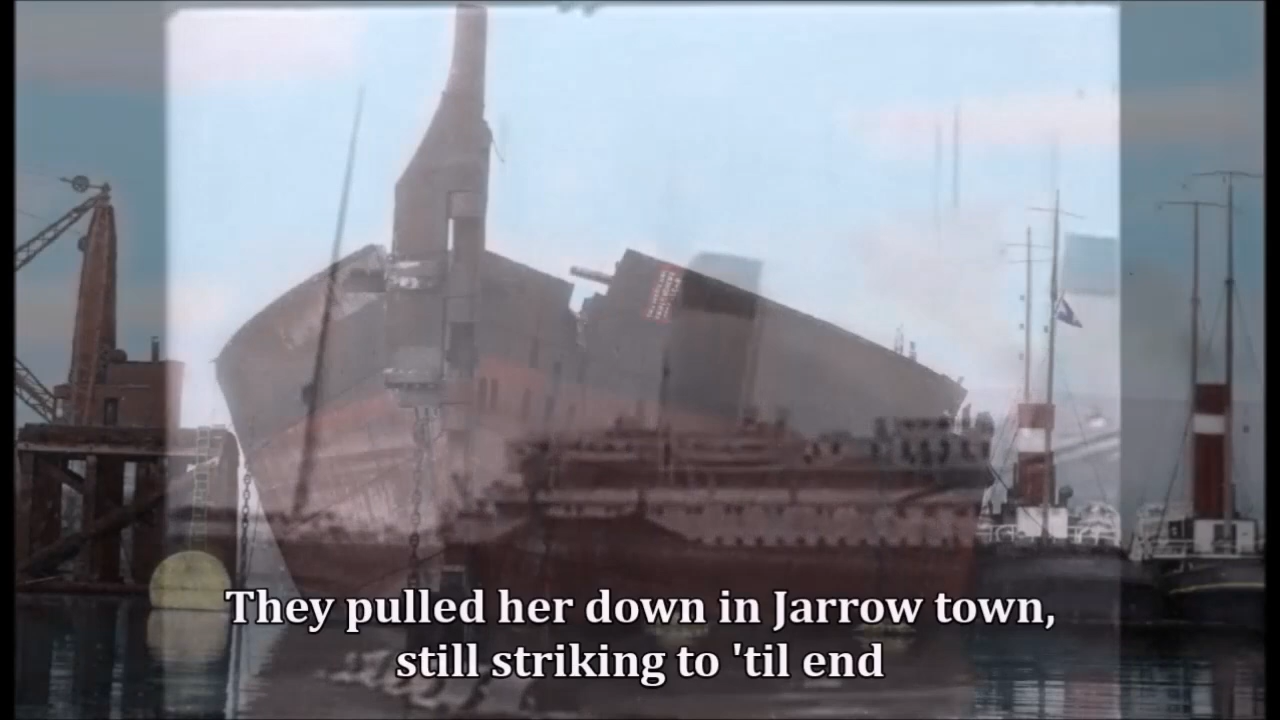 They pulled her down in Jarrow town,
still striking to 'til end